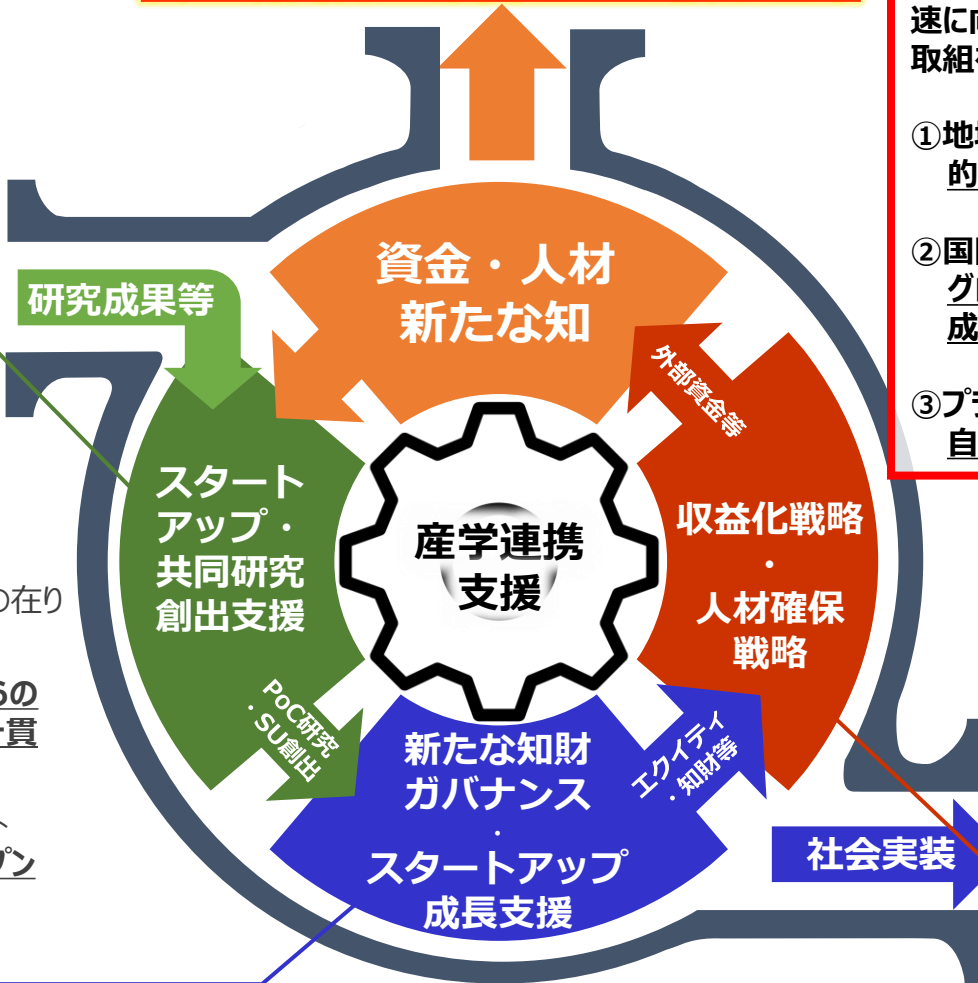 速に
取組
①地
的
②国
グ
成
③プ
自
研究成果等
資金・人材
新たな知
外部資金等
スタート
アップ・
共同研究
創出支援
産学連携
支援
収益化戦略
・
人材確保
戦略
の在り
の
貫
プン
PoC研究
・SU創出
新たな知財
ガバナンス
・
スタートアップ
成長支援
エクイティ
・知財等
社会実装